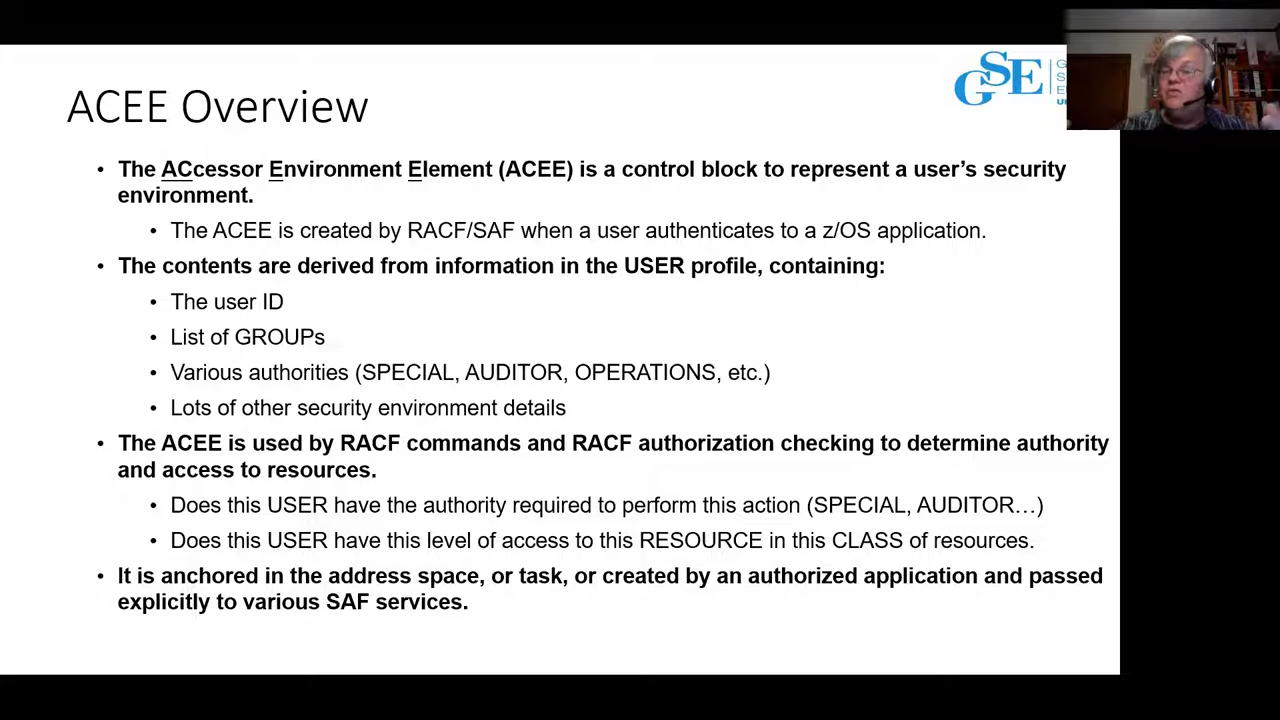 GSE
ACEE Overview
• The ACcessor Environment Element (ACEE) is a control block to represent a user's security
environment.
• The ACEE is created by RACF/SAF when a user authenticates to a z/OS application.
• The contents are derived from information in the USER profile, containing:
• The user ID
• List of GROUPs
• Various authorities (SPECIAL, AUDITOR, OPERATIONS, etc.)
• Lots of other security environment details
• The ACEE is used by RACF commands and RACF authorization checking to determine authority
and access to resources.
• Does this USER have the authority required to perform this action (SPECIAL, AUDITOR…)
• Does this USER have this level of access to this RESOURCE in this CLASS of resources.
• It is anchored in the address space, or task, or created by an authorized application and passed
explicitly to various SAF services.